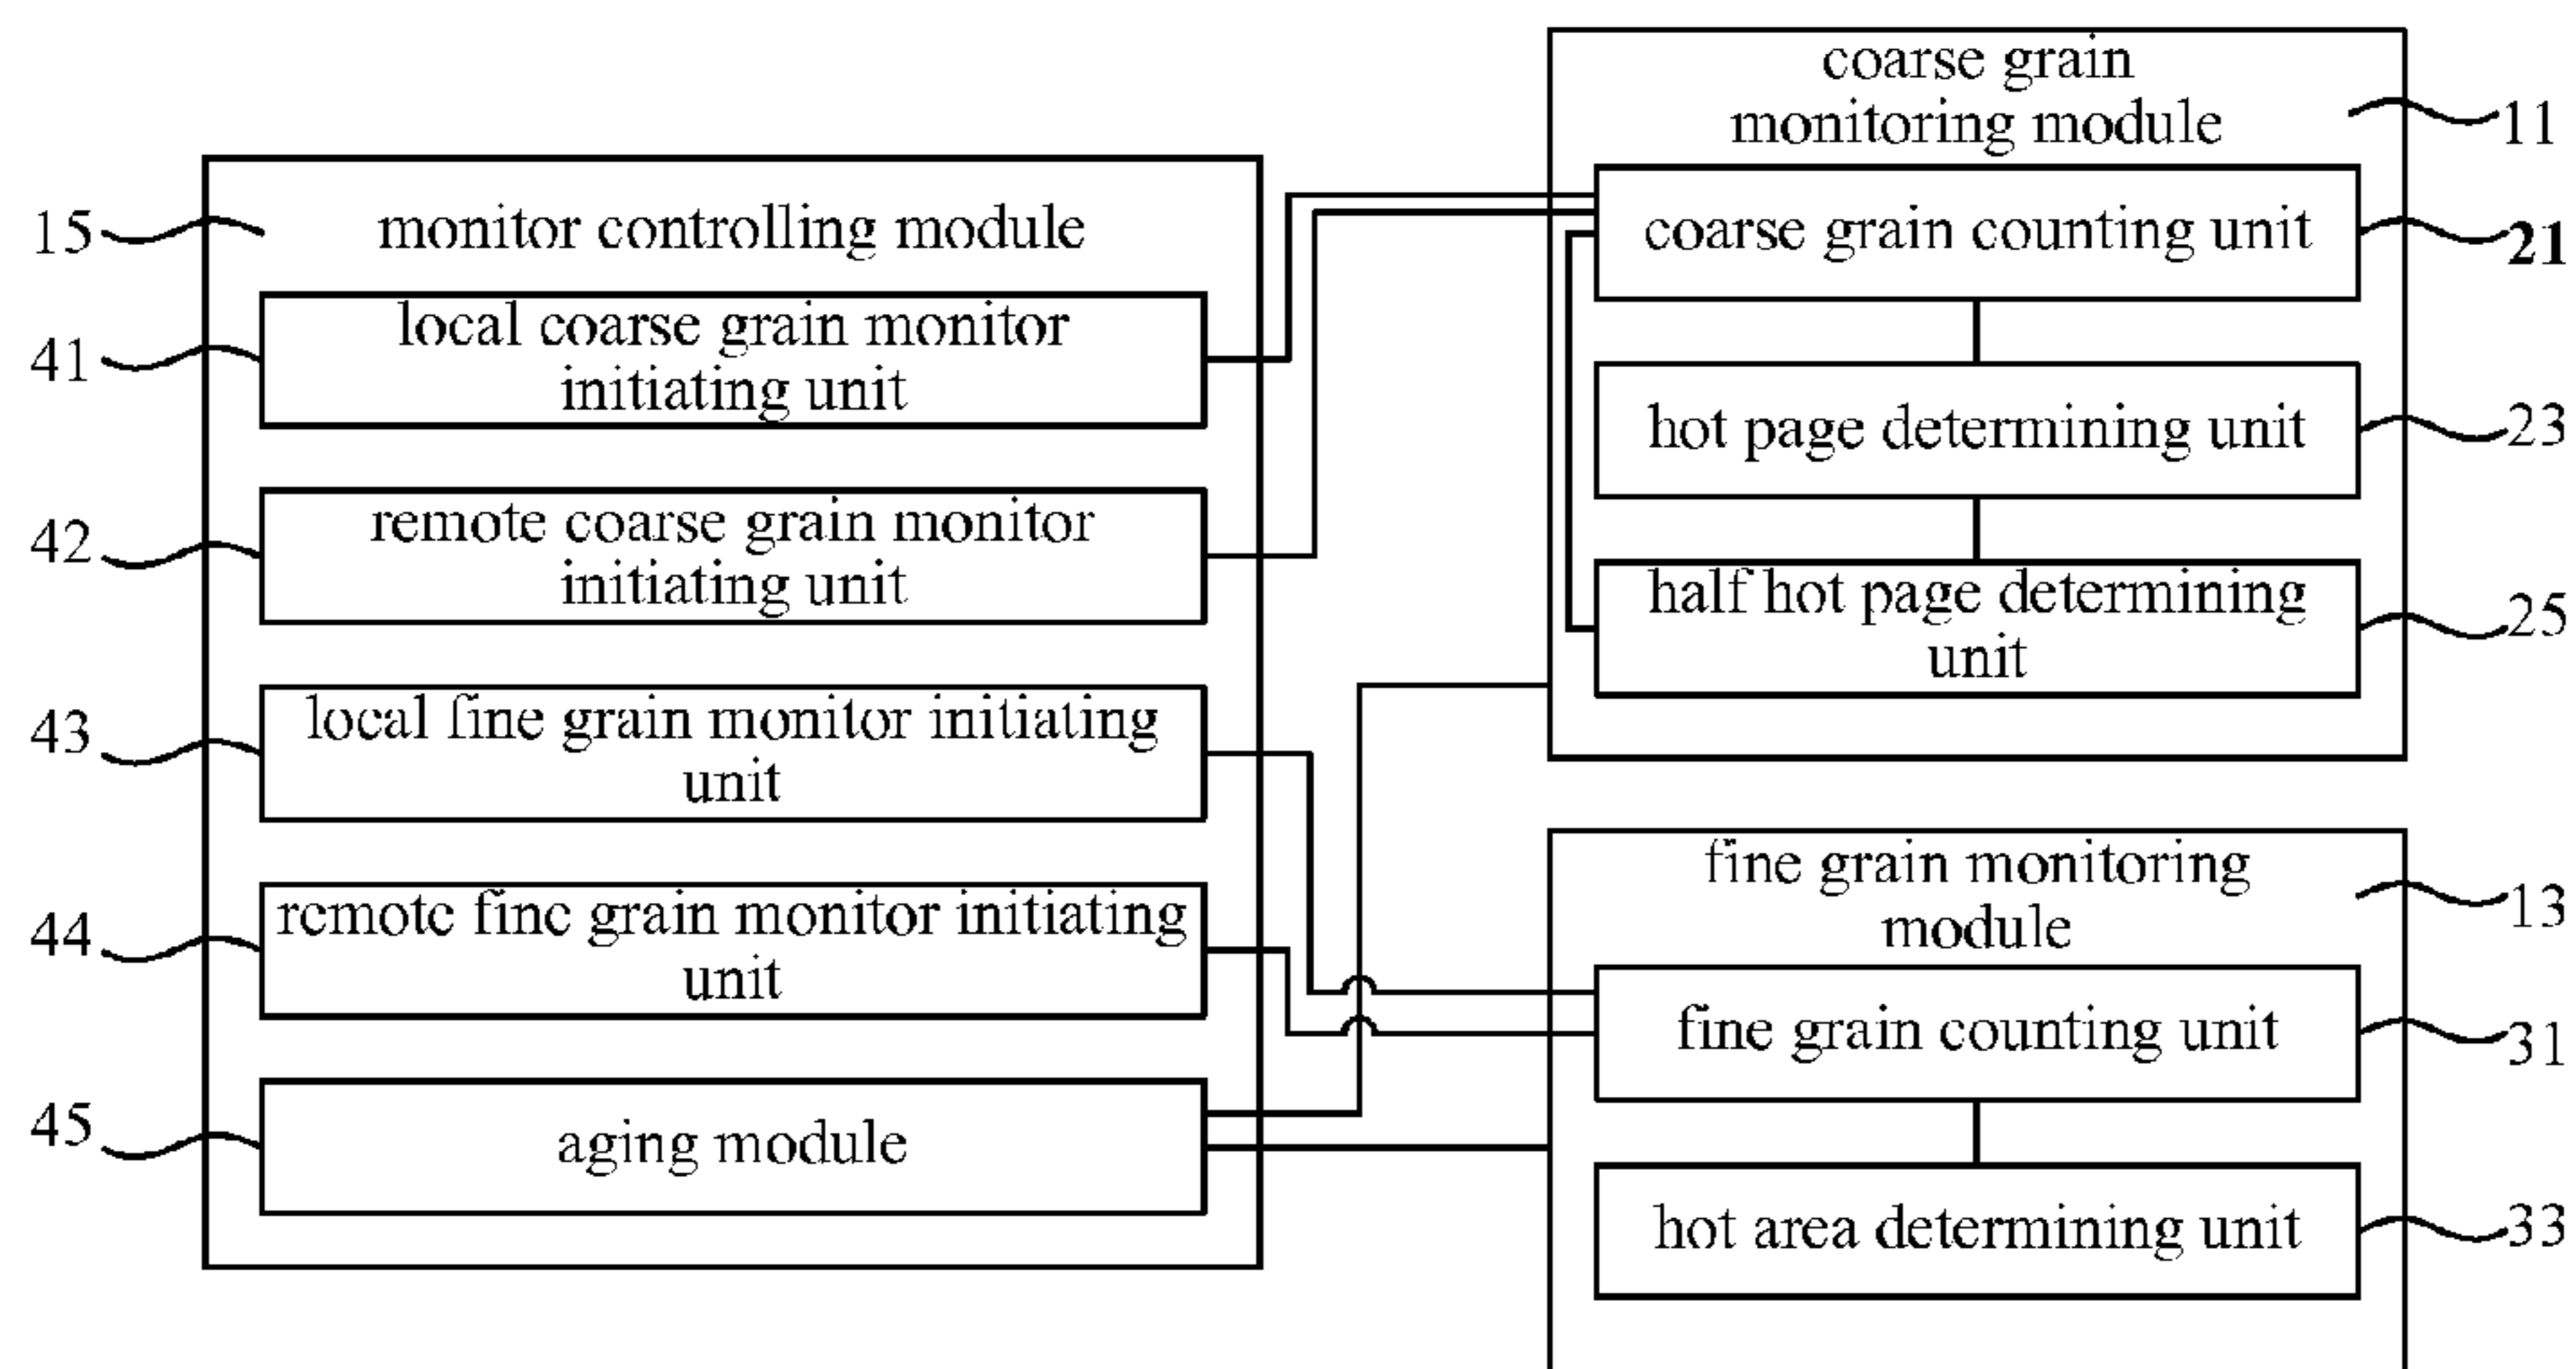 15
monitor controlling module
41
local coarse grain monitor
initiating unit
42
remote coarse grain monitor
initiating unit
43
local fine grain monitor initiating
unit
44
remote fine grain monitor initiating
unit
45
aging module
coarse grain
monitoring module
11
coarse grain counting unit
21
hot page determining unit
23
half hot page determining
unit
25
fine grain monitoring
module
13
fine grain counting unit
31
hot area determining unit
33